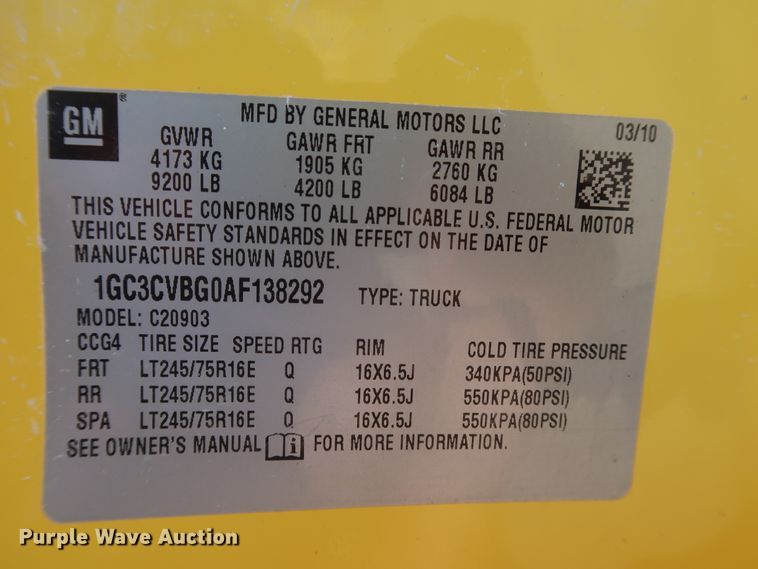 GM®
MFD BY GENERAL MOTORS LLC
03/10
GVWR GAWR FRT GAWR RR
4173 KG 1905 KG 2760 KG
9200 LB 4200 LB 6084 LB
THIS VEHICLE CONFORMS TO ALL APPLICABLE U.S. FEDERAL MOTOR
VEHICLE SAFETY STANDARDS IN EFFECT ON THE DATE OF
MANUFACTURE SHOWN ABOVE.
1GC3CVBG0AF138292 TYPE: TRUCK
MODEL: C20903
CCG4 TIRE SIZE SPEED RTG RIM COLD TIRE PRESSURE
FRT LT245/75R16E Q 16X6.5J 340KPA(50PSI)
RR LT245/75R16E Q 16X6.5J 550KPA(80PSI)
SPA LT245/75R16E Q 16X6.5J 550KPA(80PSI)
SEE OWNER'S MANUAL i FOR MORE INFORMATION.
Purple Wave Auction